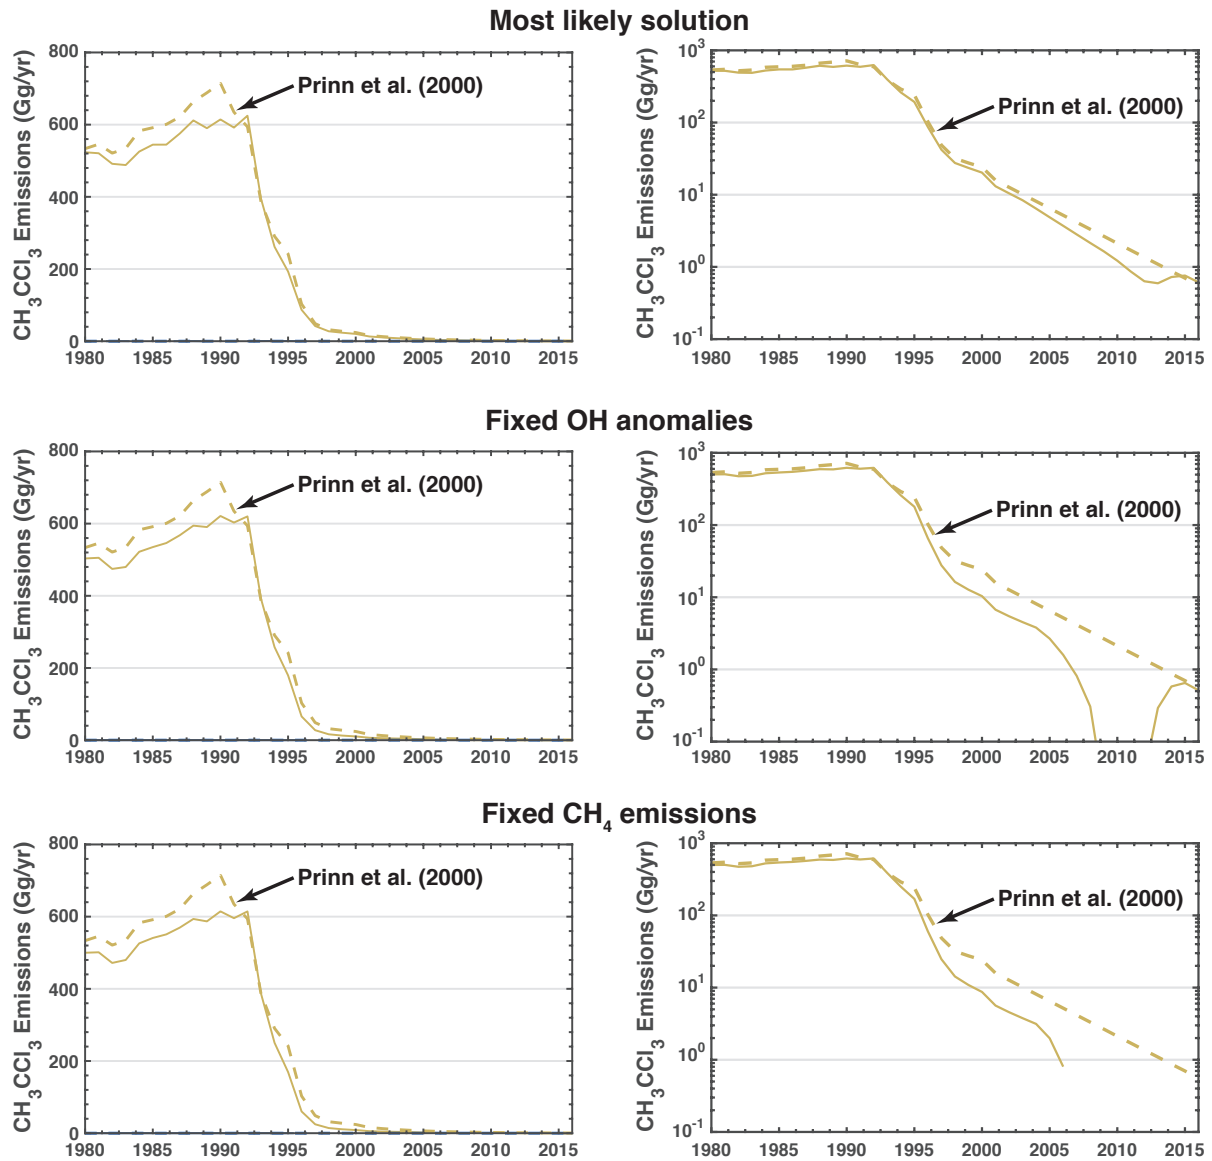 Most likely solution
CH3CCl3 Emissions (Gg/yr)
800
600
400
200
0
1980 1985 1990 1995 2000 2005 2010 2015
Prinn et al. (2000)
CH3CCl3 Emissions (Gg/yr)
10^3
10^2
10^1
10^0
10^-1
1980 1985 1990 1995 2000 2005 2010 2015
Prinn et al. (2000)
Fixed OH anomalies
CH3CCl3 Emissions (Gg/yr)
800
600
400
200
0
1980 1985 1990 1995 2000 2005 2010 2015
Prinn et al. (2000)
CH3CCl3 Emissions (Gg/yr)
10^3
10^2
10^1
10^0
10^-1
1980 1985 1990 1995 2000 2005 2010 2015
Prinn et al. (2000)
Fixed CH4 emissions
CH3CCl3 Emissions (Gg/yr)
800
600
400
200
0
1980 1985 1990 1995 2000 2005 2010 2015
Prinn et al. (2000)
CH3CCl3 Emissions (Gg/yr)
10^3
10^2
10^1
10^0
10^-1
1980 1985 1990 1995 2000 2005 2010 2015
Prinn et al. (2000)